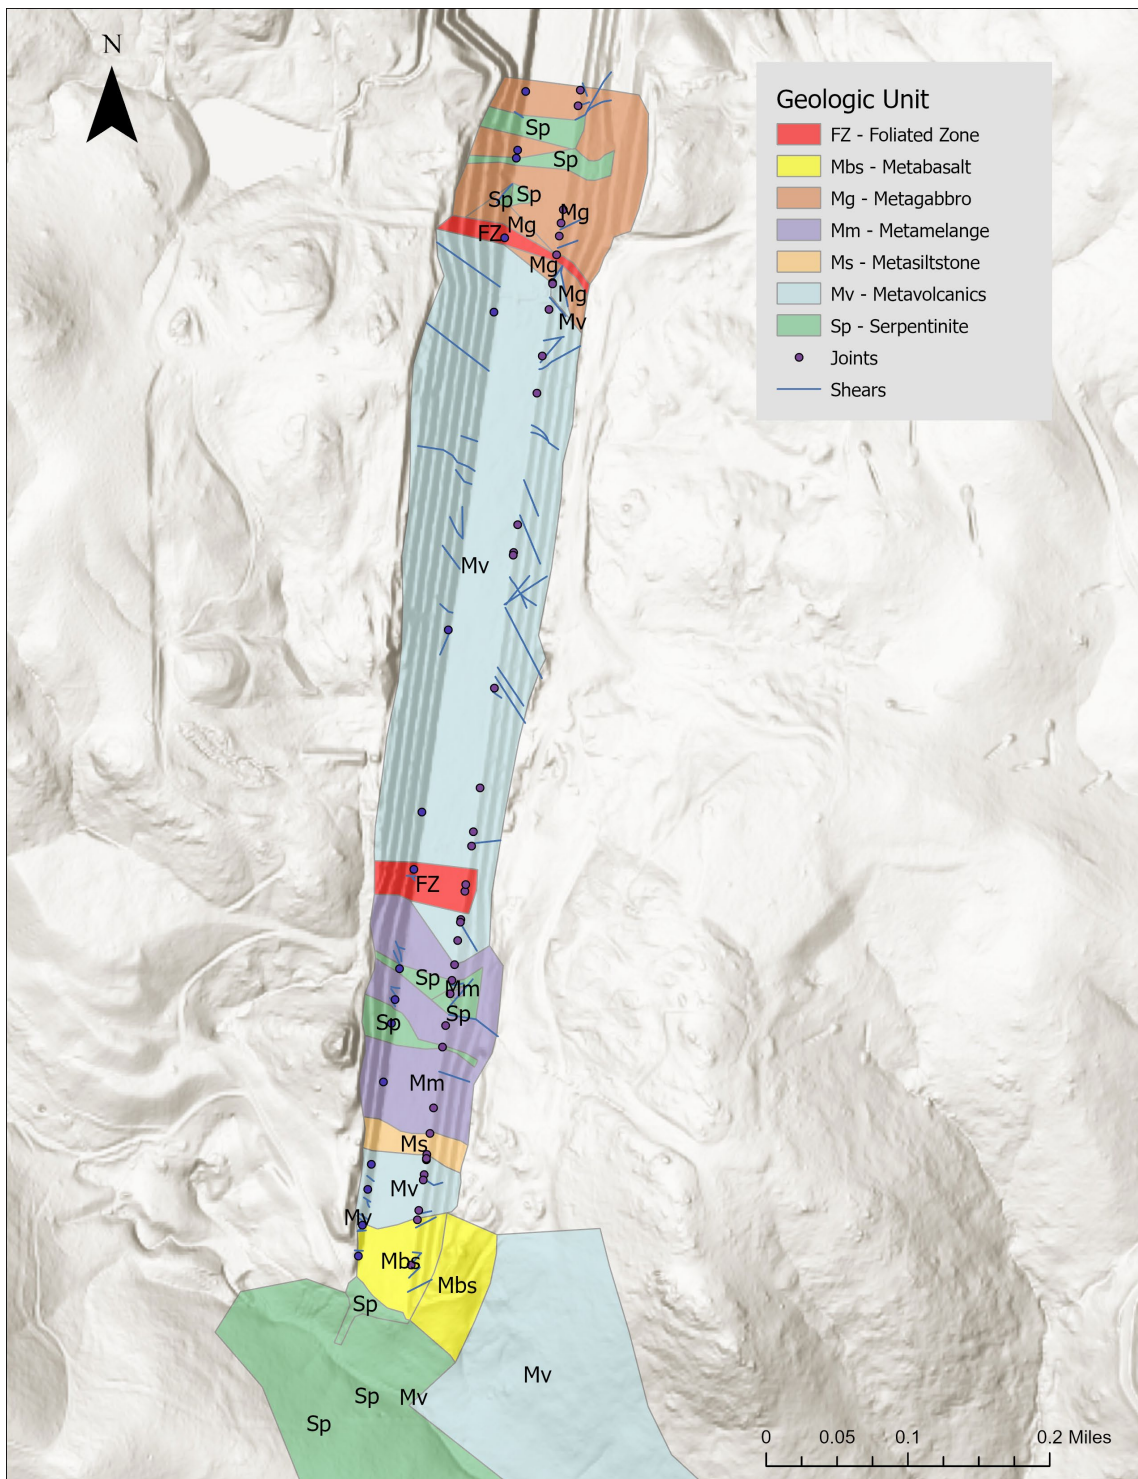 N
Geologic Unit
FZ - Foliated Zone
Mbs - Metabasalt
Mg - Metagabbro
Mm - Metamelange
Ms - Metasiltstone
Mv - Metavolcanics
Sp - Serpentinite
Joints
Shears
Sp
Sp
Sp
Sp
Mg
Mg
FZ
Mg
Mg
Mv
Mv
FZ
Sp
Mm
Sp
Sp
Mm
Ms
Mv
Mv
Mbs
Mbs
Sp
Mv
Sp
Mv
Sp
0 0.05 0.1 0.2 Miles